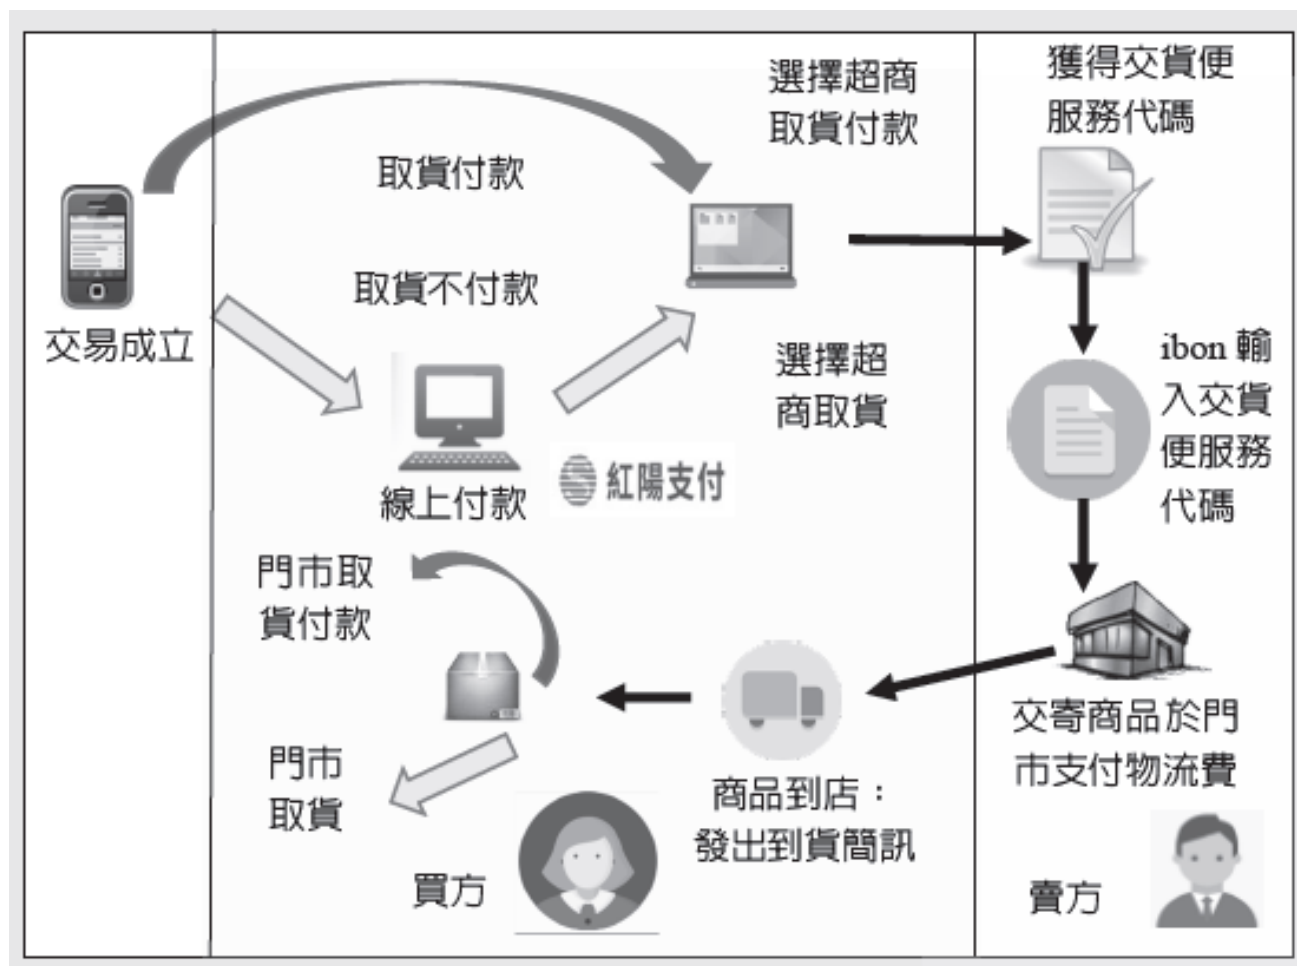 選擇超商
取貨付款
獲得交貨便
服務代碼
取貨付款
取貨不付款
交易成立
選擇超
商取貨
ibon 輸
入交貨
便服務
代碼
線上付款
紅陽支付
門市取
貨付款
門市
取貨
商品到店：
發出到貨簡訊
交寄商品於門
市支付物流費
買方
賣方